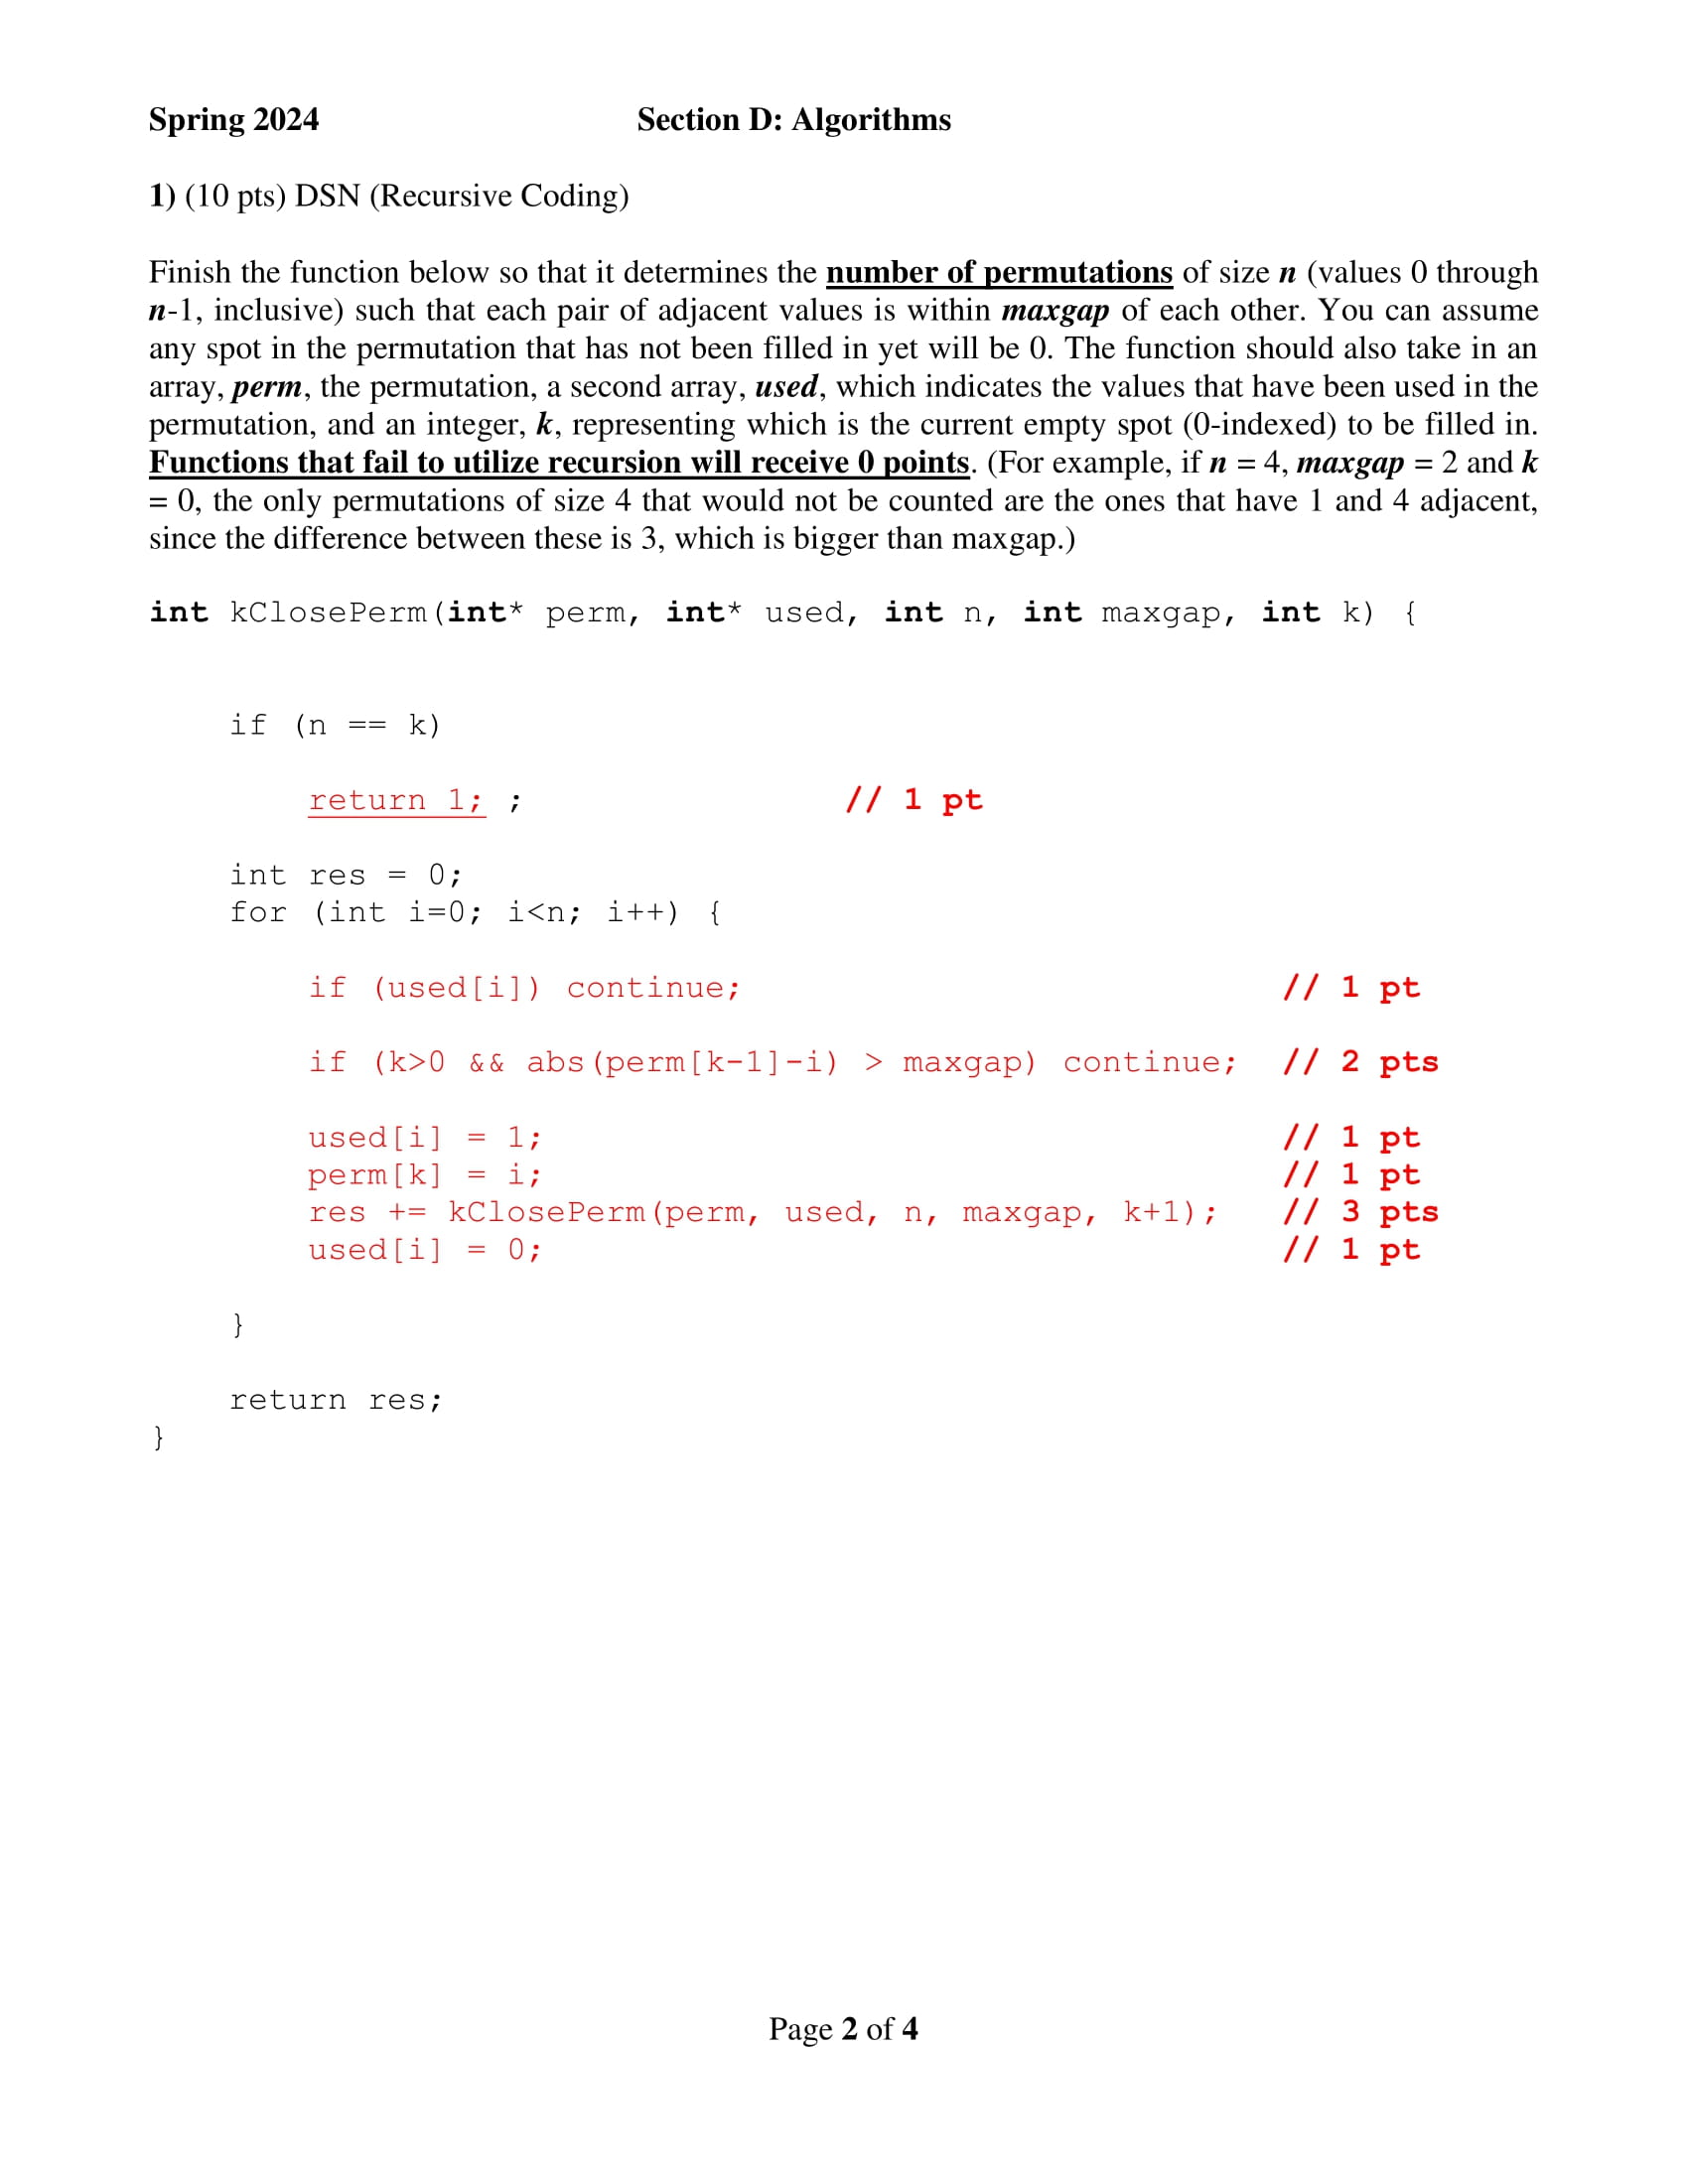 Spring 2024 Section D: Algorithms
1) (10 pts) DSN (Recursive Coding)
Finish the function below so that it determines the number of permutations of size n (values 0 through
n-1, inclusive) such that each pair of adjacent values is within maxgap of each other. You can assume
any spot in the permutation that has not been filled in yet will be 0. The function should also take in an
array, perm, the permutation, a second array, used, which indicates the values that have been used in the
permutation, and an integer, k, representing which is the current empty spot (0-indexed) to be filled in.
Functions that fail to utilize recursion will receive 0 points. (For example, if n = 4, maxgap = 2 and k
= 0, the only permutations of size 4 that would not be counted are the ones that have 1 and 4 adjacent,
since the difference between these is 3, which is bigger than maxgap.)
int kClosePerm(int* perm, int* used, int n, int maxgap, int k) {
if (n == k)
return 1; ; // 1 pt
int res = 0;
for (int i=0; i<n; i++) {
if (used[i]) continue; // 1 pt
if (k>0 && abs(perm[k-1]-i) > maxgap) continue; // 2 pts
used[i] = 1; // 1 pt
perm[k] = i; // 1 pt
res += kClosePerm(perm, used, n, maxgap, k+1); // 3 pts
used[i] = 0; // 1 pt
}
return res;
}
Page 2 of 4